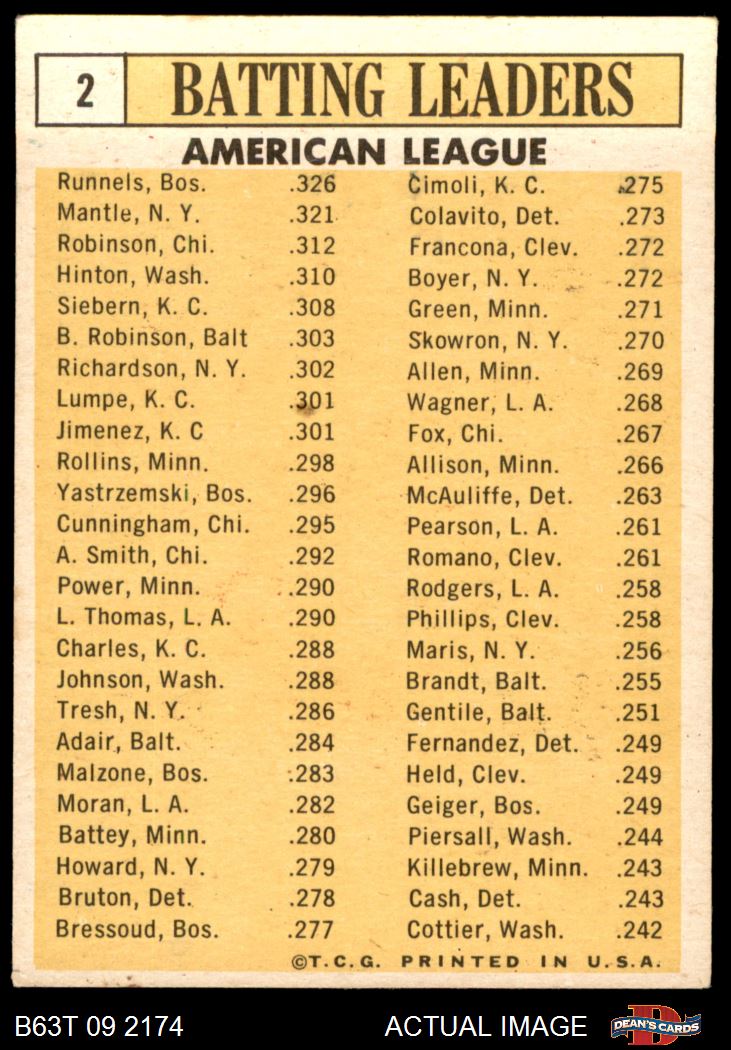 2
BATTING LEADERS
AMERICAN LEAGUE
Runnels, Bos. .326
Mantle, N. Y. .321
Robinson, Chi. .312
Hinton, Wash. .310
Siebern, K. C. .308
B. Robinson, Balt .303
Richardson, N. Y. .302
Lumpe, K. C. .301
Jimenez, K. C .301
Rollins, Minn. .298
Yastrzemski, Bos. .296
Cunningham, Chi. .295
A. Smith, Chi. .292
Power, Minn. .290
L. Thomas, L. A. .290
Charles, K. C. .288
Johnson, Wash. .288
Tresh, N. Y. .286
Adair, Balt. .284
Malzone, Bos. .283
Moran, L. A. .282
Battey, Minn. .280
Howard, N. Y. .279
Bruton, Det. .278
Bressoud, Bos. .277
Cimoli, K. C. .275
Colavito, Det. .273
Francona, Clev. .272
Boyer, N. Y. .272
Green, Minn. .271
Skowron, N. Y. .270
Allen, Minn. .269
Wagner, L. A. .268
Fox, Chi. .267
Allison, Minn. .266
McAuliffe, Det. .263
Pearson, L. A. .261
Romano, Clev. .261
Rodgers, L. A. .258
Phillips, Clev. .258
Maris, N. Y. .256
Brandt, Balt. .255
Gentile, Balt. .251
Fernandez, Det. .249
Held, Clev. .249
Geiger, Bos. .249
Piersall, Wash. .244
Killebrew, Minn. .243
Cash, Det. .243
Cottier, Wash. .242
©T.C.G. PRINTED IN U.S.A.
B63T 09 2174 ACTUAL IMAGE
D
DEAN'S CARDS